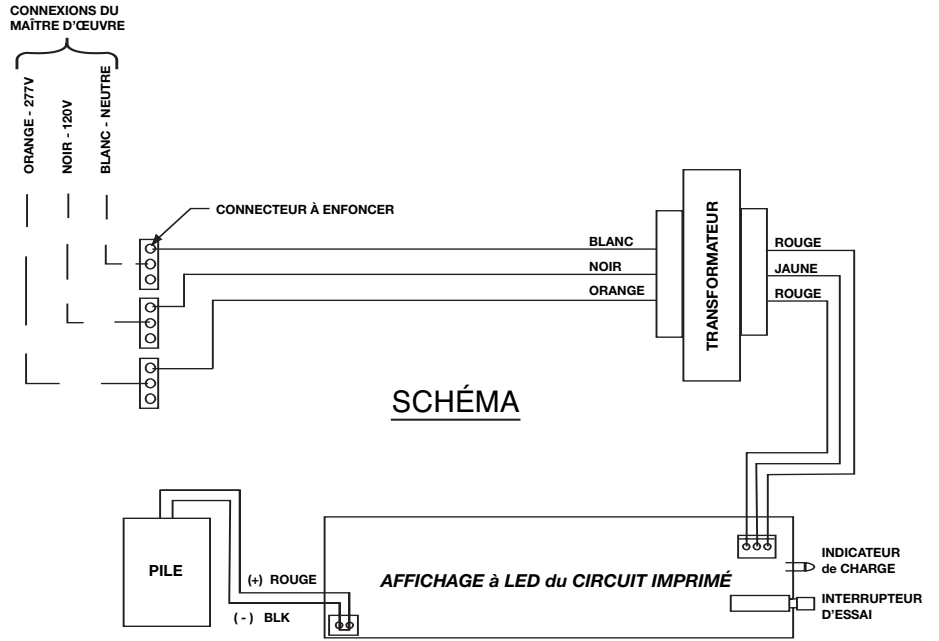 CONNEXIONS DU
MAÎTRE D'ŒUVRE
ORANGE - 277V
NOIR - 120V
BLANC - NEUTRE
CONNECTEUR À ENFONCER
BLANC
NOIR
ORANGE
TRANSFORMATEUR
ROUGE
JAUNE
ROUGE
SCHÉMA
PILE
(+) ROUGE
( - ) BLK
AFFICHAGE à LED du CIRCUIT IMPRIMÉ
INDICATEUR
de CHARGE
INTERRUPTEUR
D'ESSAI